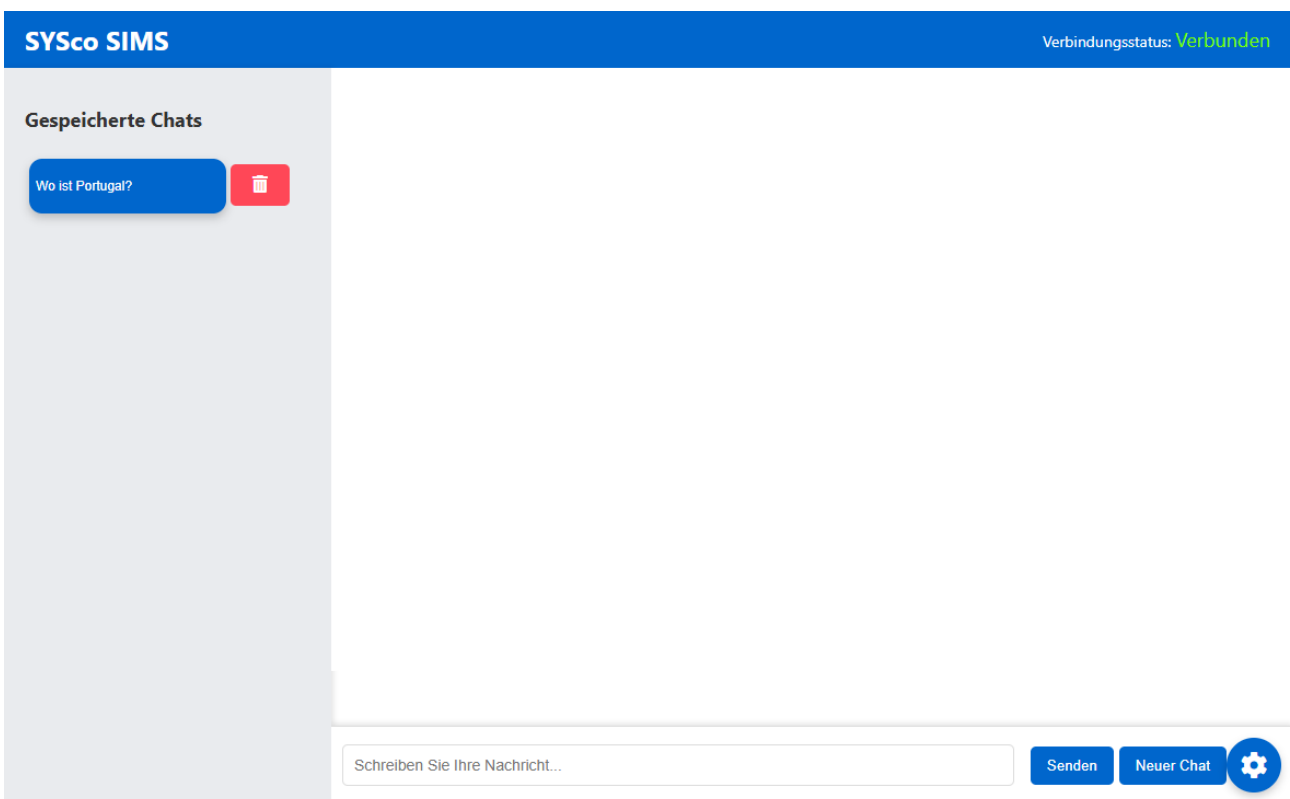 SYSco SIMS
Verbindungsstatus: Verbunden
Gespeicherte Chats
Wo ist Portugal?
Schreiben Sie Ihre Nachricht...
Senden
Neuer Chat